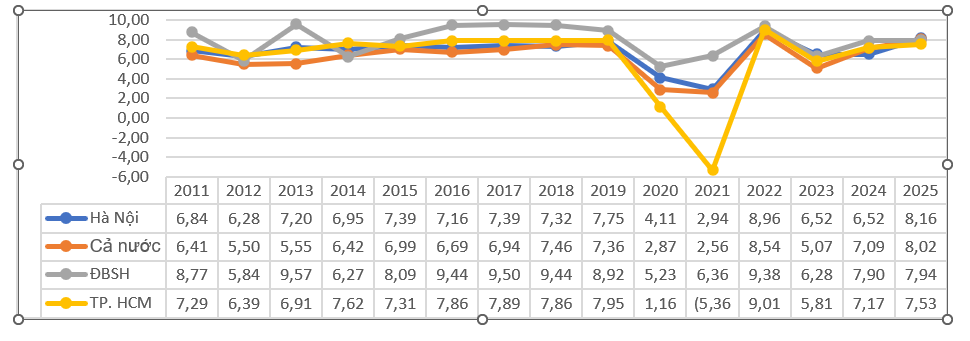 10,00
8,00
6,00
4,00
2,00
0,00
-2,00
-4,00
-6,00
2011 2012 2013 2014 2015 2016 2017 2018 2019 2020 2021 2022 2023 2024 2025
Hà Nội 6,84 6,28 7,20 6,95 7,39 7,16 7,39 7,32 7,75 4,11 2,94 8,96 6,52 6,52 8,16
Cả nước 6,41 5,50 5,55 6,42 6,99 6,69 6,94 7,46 7,36 2,87 2,56 8,54 5,07 7,09 8,02
ĐBSH 8,77 5,84 9,57 6,27 8,09 9,44 9,50 9,44 8,92 5,23 6,36 9,38 6,28 7,90 7,94
TP. HCM 7,29 6,39 6,91 7,62 7,31 7,86 7,89 7,86 7,95 1,16 (5,36 9,01 5,81 7,17 7,53